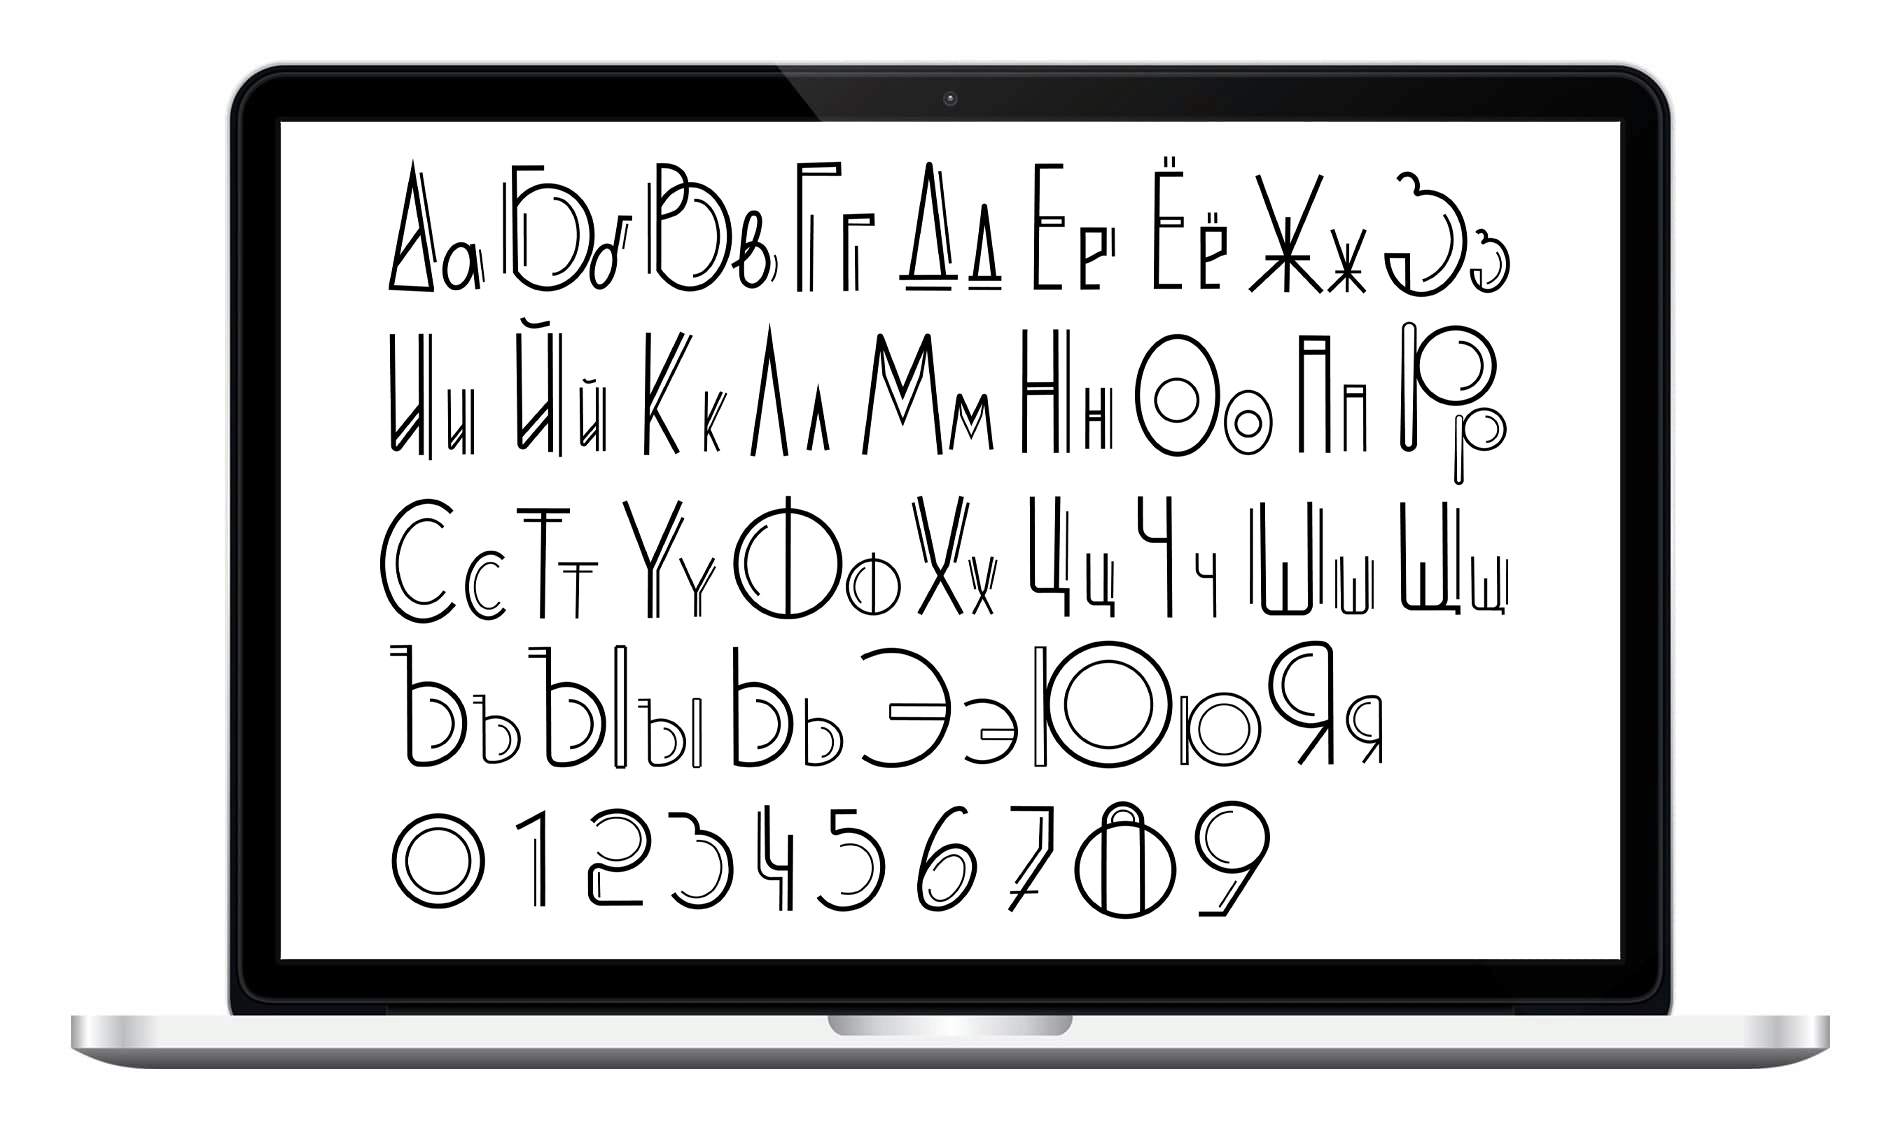 Аа Бб Вв Гг Дд Ее Ёё Жж Зз
Ии Йй Кк Лл Мм Нн Оо Пп Рр
Сс Тт Уу Фф Хх Цц Чч Шш Щщ
Ъъ Ыы Ьь Ээ Юю Яя
0 1 2 3 4 5 6 7 8 9